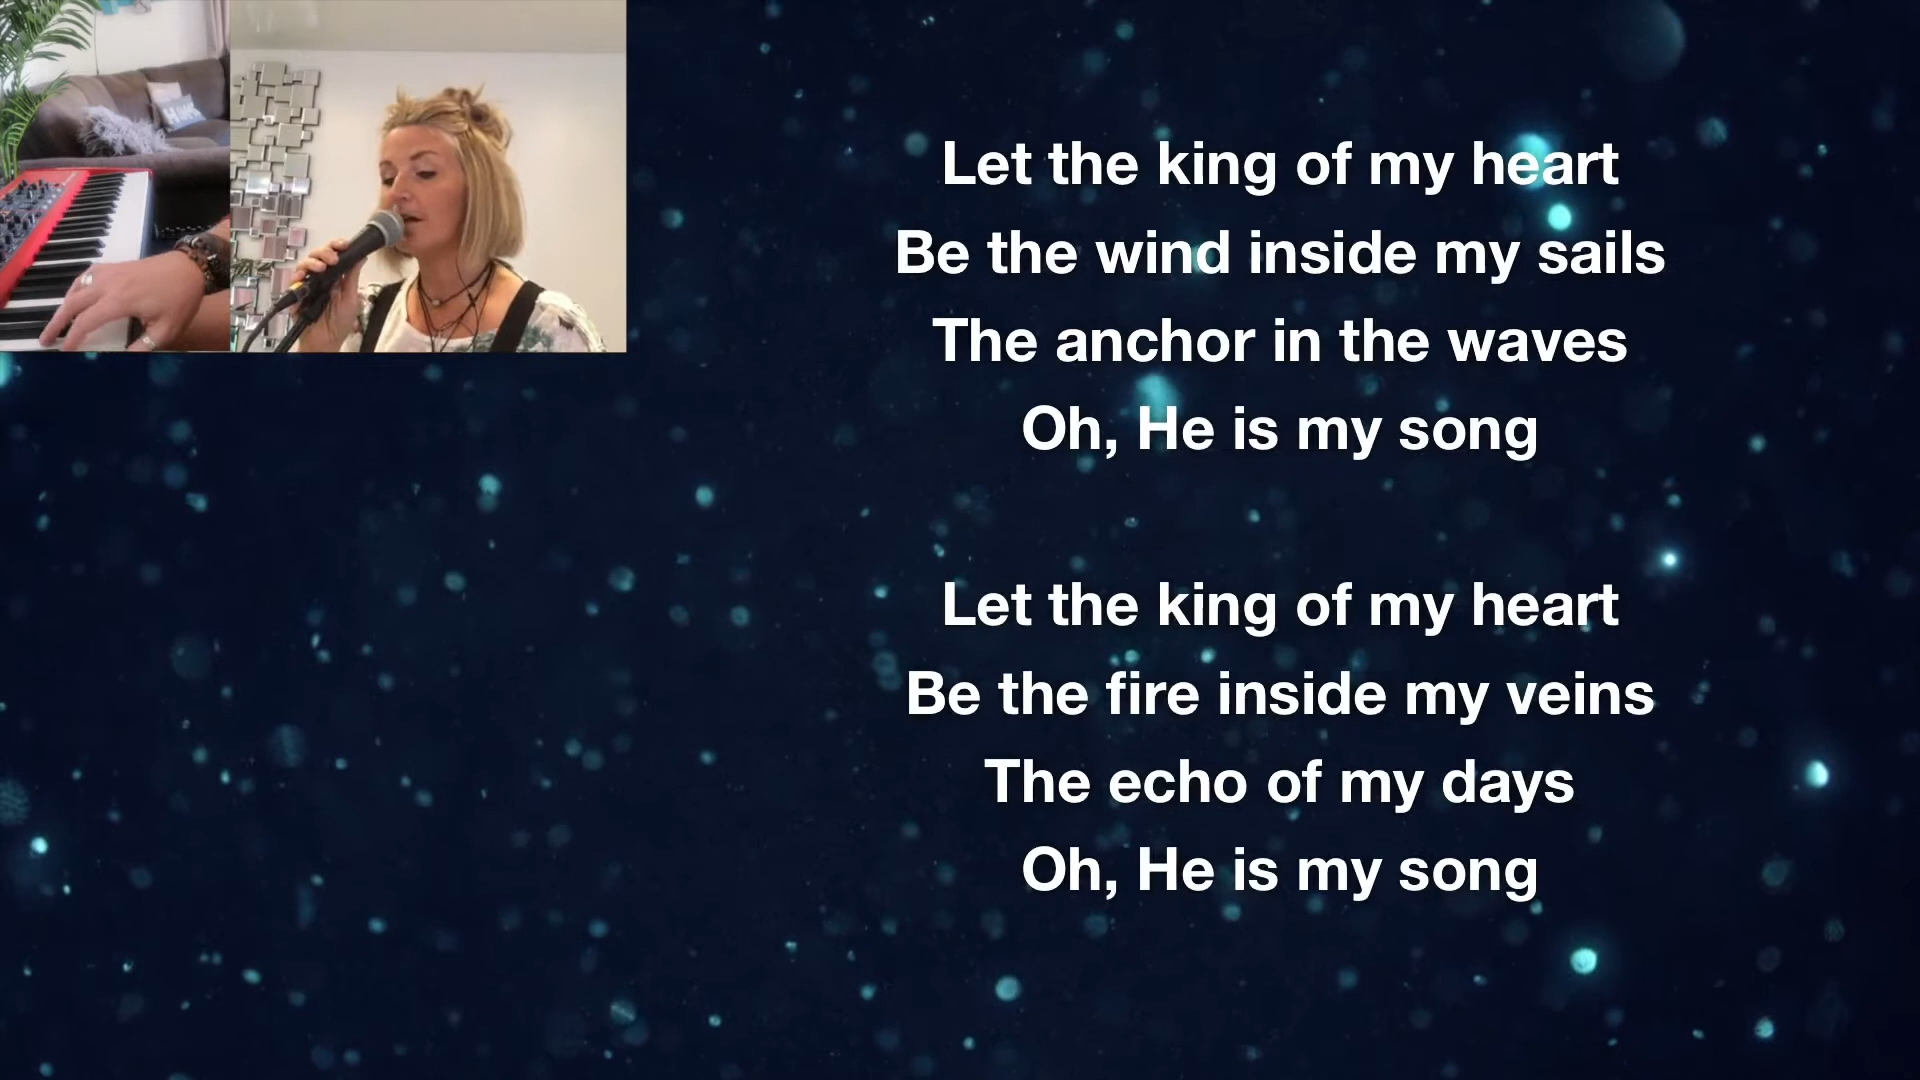 Let the king of my heart
Be the wind inside my sails
The anchor in the waves
Oh, He is my song
Let the king of my heart
Be the fire inside my veins
The echo of my days
Oh, He is my song